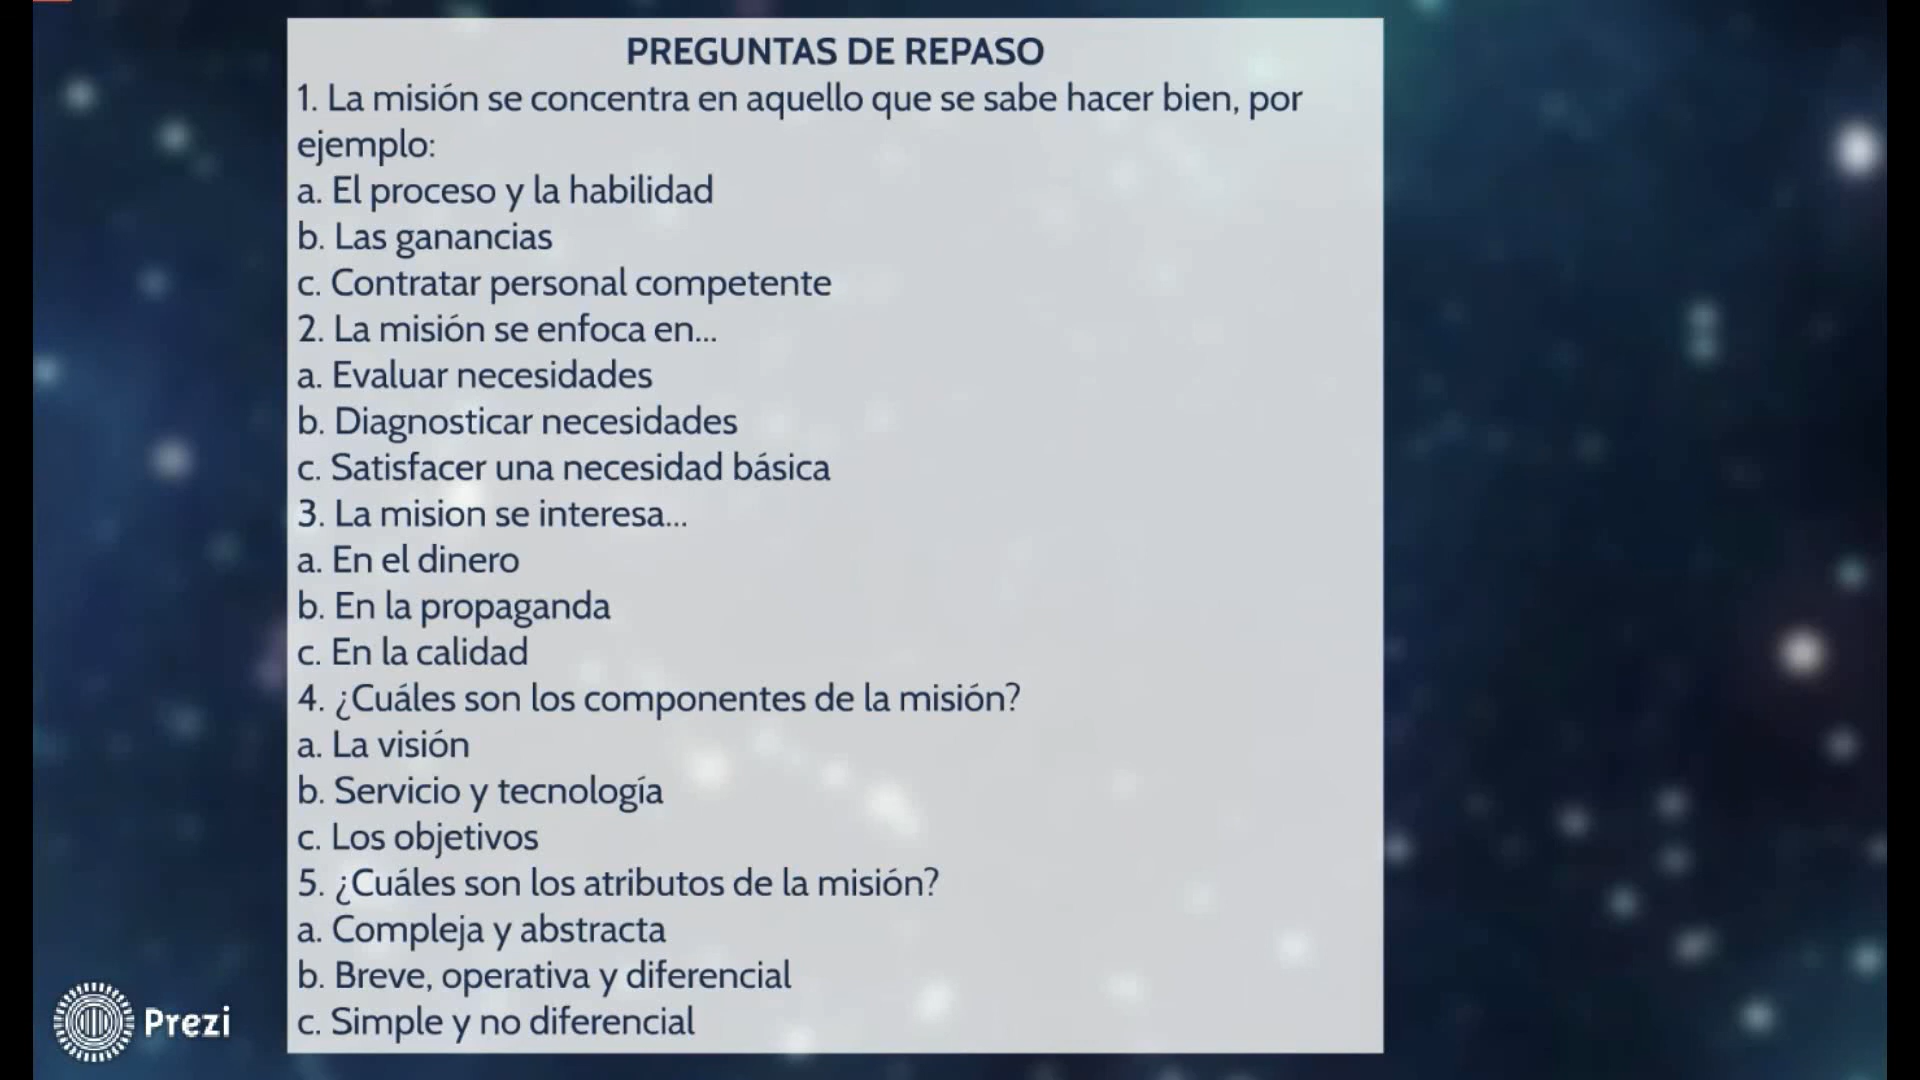 PREGUNTAS DE REPASO
1. La misión se concentra en aquello que se sabe hacer bien, por
ejemplo:
a. El proceso y la habilidad
b. Las ganancias
c. Contratar personal competente
2. La misión se enfoca en...
a. Evaluar necesidades
b. Diagnosticar necesidades
c. Satisfacer una necesidad básica
3. La mision se interesa...
a. En el dinero
b. En la propaganda
c. En la calidad
4. ¿Cuáles son los componentes de la misión?
a. La visión
b. Servicio y tecnología
c. Los objetivos
5. ¿Cuáles son los atributos de la misión?
a. Compleja y abstracta
b. Breve, operativa y diferencial
c. Simple y no diferencial
Prezi